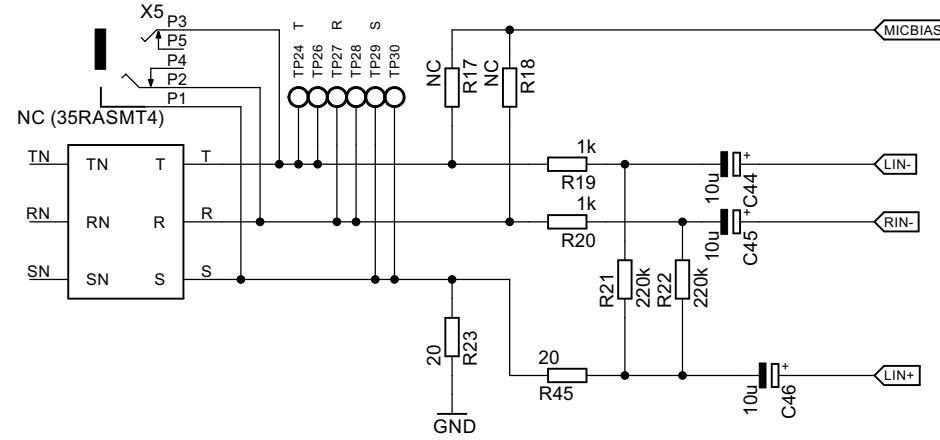 X5
P3
P5
P4
P2
P1
NC (35RASMT4)
T
R
S
TP24
TP26
TP27
TP28
TP29
TP30
NC
R17
NC
R18
MICBIAS
TN
TN
T
T
1k
R19
10u
+
C44
LIN-
RN
RN
R
R
1k
R20
10u
+
C45
RIN-
SN
SN
S
S
R21
220k
R22
220k
20
R23
GND
20
R45
10u
+
C46
LIN+